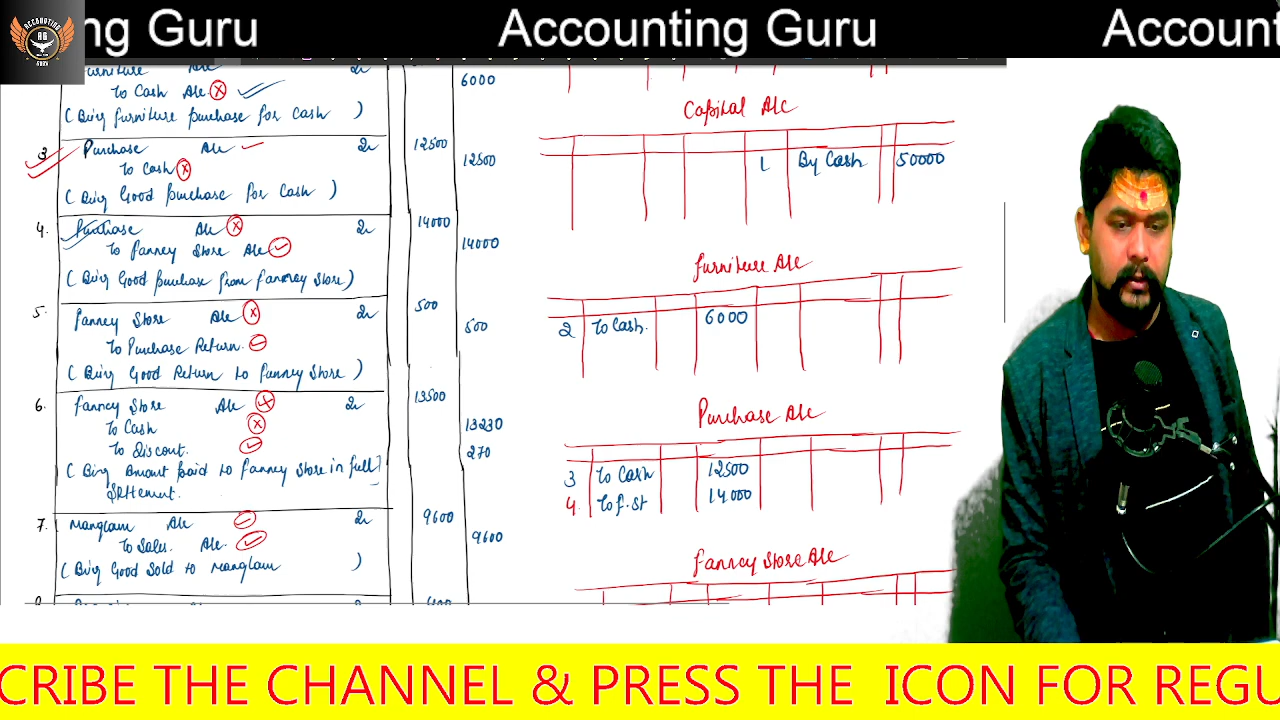 ng Guru
Accounting Guru
Account
ACCOUNTING
AG
GURU
Furniture A/c Dr
To Cash A/c
6000
( Being furniture purchase for Cash )
3 Purchase A/c Dr 12500
To Cash 12500
( Being Good purchase for Cash )
4. Purchase A/c Dr 14000
To fanney Store A/c 14000
( Being Good purchase from fanney Store )
5. fanney Store A/c Dr 500
To Purchase Return. 500
( Being Good Return to fanney Store )
6. fanney Store A/c Dr 13500
To Cash 13230
To Discout. 270
( Being Amount paid to fanney Store in full
Settlement.
7. Manglam A/c Dr 9600
To Sales. A/c 9600
( Being Good Sold to Manglam )
Capital A/c
1 By Cash 50000
furniture A/c
2 To Cash. 6000
Purchase A/c
3 To Cash 12500
4. To f. St 14000
fanney Store A/c
CRIBE THE CHANNEL & PRESS THE ICON FOR REGU